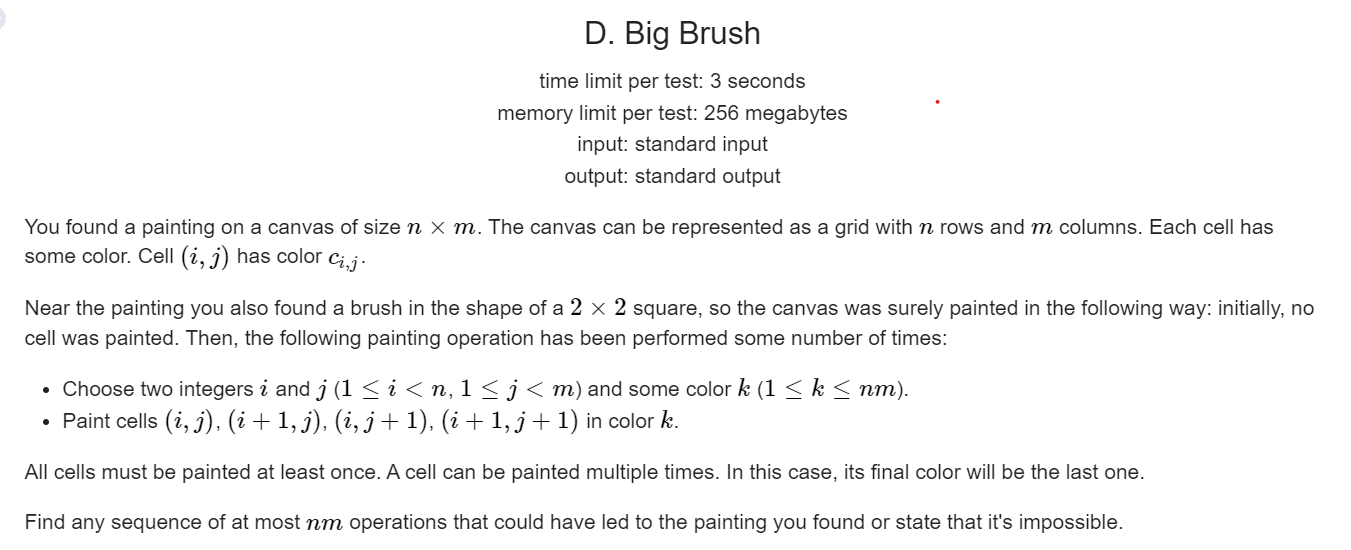 D. Big Brush
time limit per test: 3 seconds
memory limit per test: 256 megabytes
input: standard input
output: standard output
You found a painting on a canvas of size n × m. The canvas can be represented as a grid with n rows and m columns. Each cell has
some color. Cell (i, j) has color c_{i,j}.
Near the painting you also found a brush in the shape of a 2 × 2 square, so the canvas was surely painted in the following way: initially, no
cell was painted. Then, the following painting operation has been performed some number of times:
• Choose two integers i and j (1 ≤ i < n, 1 ≤ j < m) and some color k (1 ≤ k ≤ nm).
• Paint cells (i, j), (i + 1, j), (i, j + 1), (i + 1, j + 1) in color k.
All cells must be painted at least once. A cell can be painted multiple times. In this case, its final color will be the last one.
Find any sequence of at most nm operations that could have led to the painting you found or state that it's impossible.